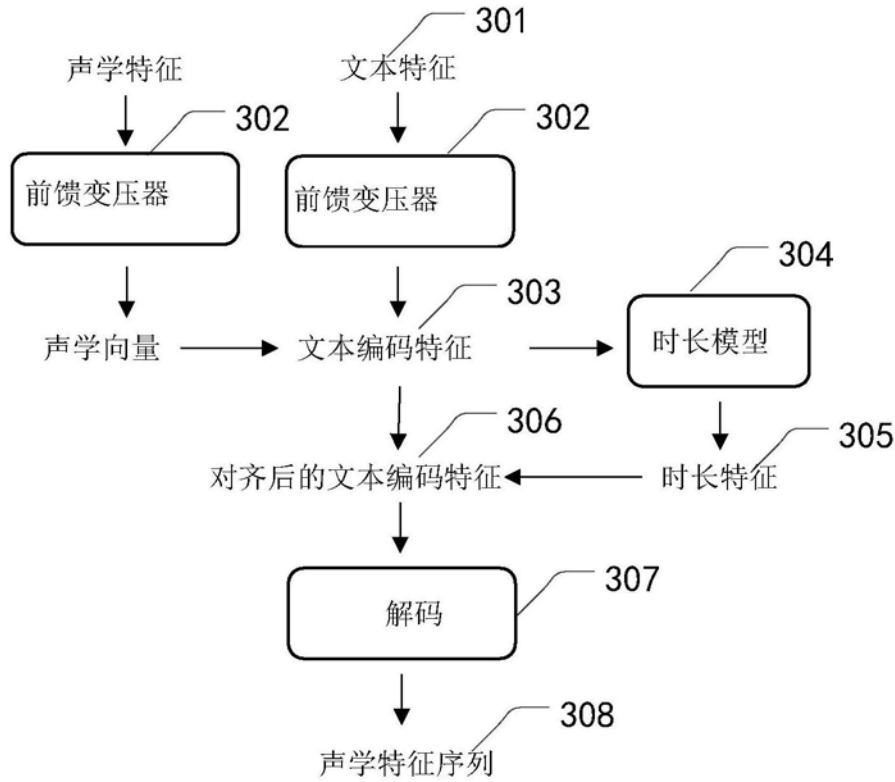 301
声学特征
文本特征
302
302
前馈变压器
前馈变压器
304
303
声学向量
文本编码特征
时长模型
306
305
对齐后的文本编码特征
时长特征
307
解码
308
声学特征序列